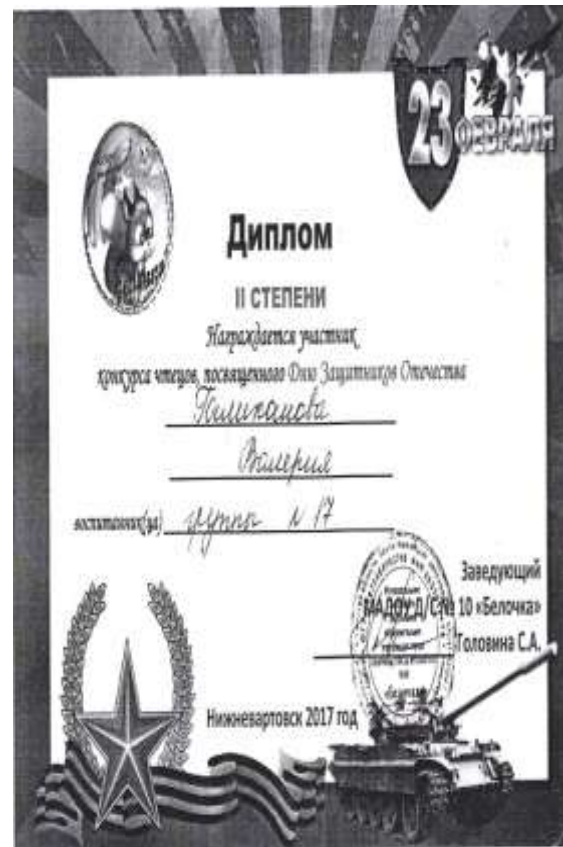 23
ФЕВРАЛЯ
Диплом
II СТЕПЕНИ
Награждается участник
конкурса чтецов, посвященного Дню Защитников Отечества
Валерия
воспитанник(ца) группы № 17
Заведующий
МАДОУ Д/С № 10 «Белочка»
Головина С.А.
Нижневартовск 2017 год